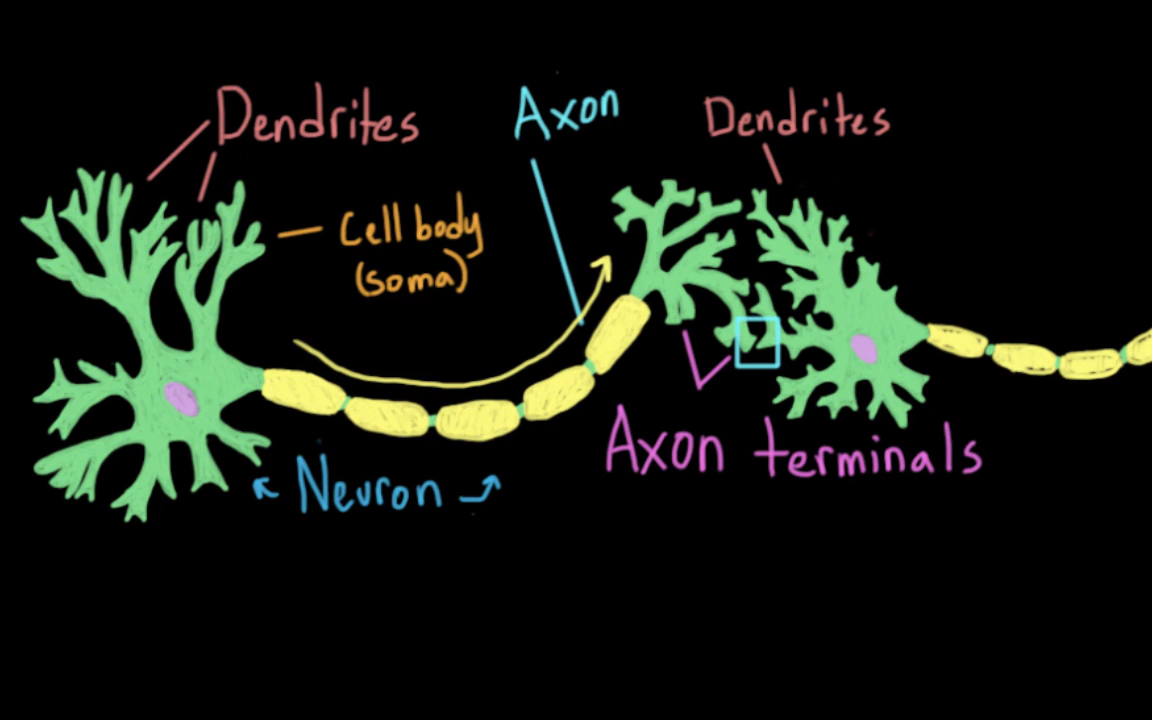 Dendrites
Axon
Dendrites
Cell body
(soma)
Axon terminals
Neuron